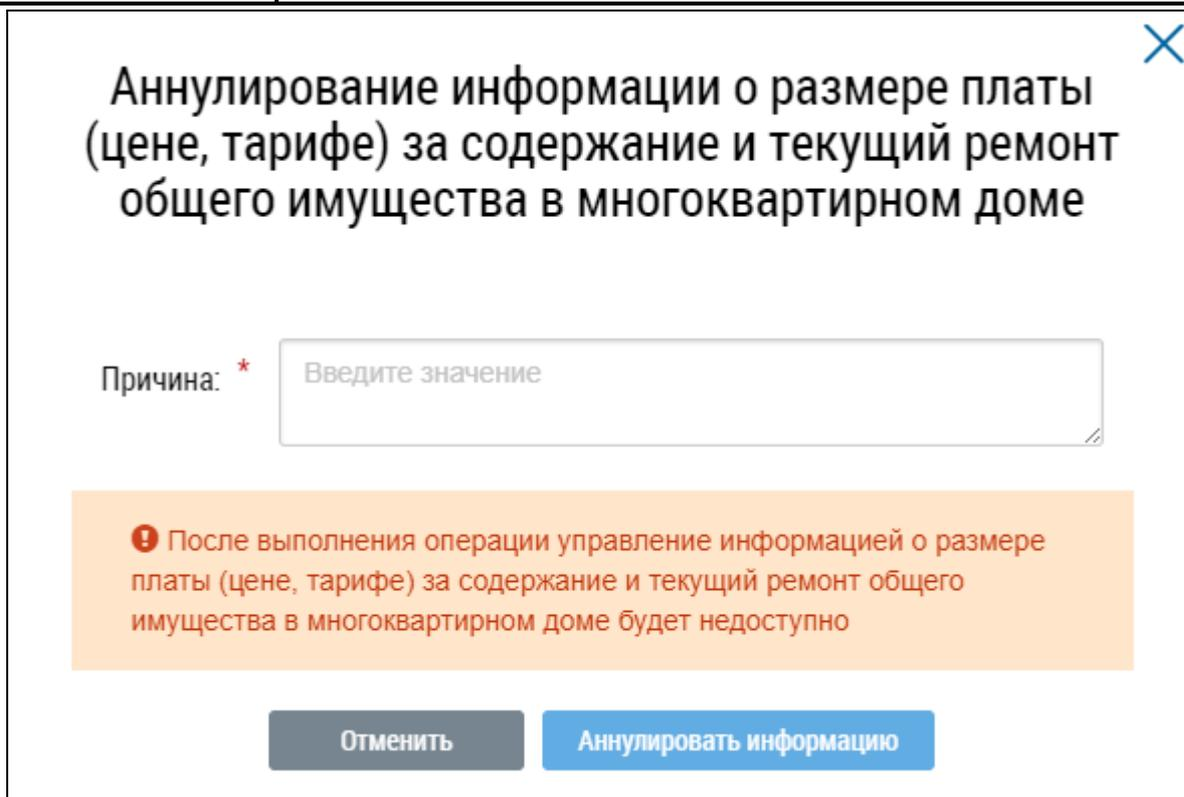 Аннулирование информации о размере платы
(цене, тарифе) за содержание и текущий ремонт
общего имущества в многоквартирном доме
Причина: *
Введите значение
После выполнения операции управление информацией о размере
платы (цене, тарифе) за содержание и текущий ремонт общего
имущества в многоквартирном доме будет недоступно
Отменить
Аннулировать информацию